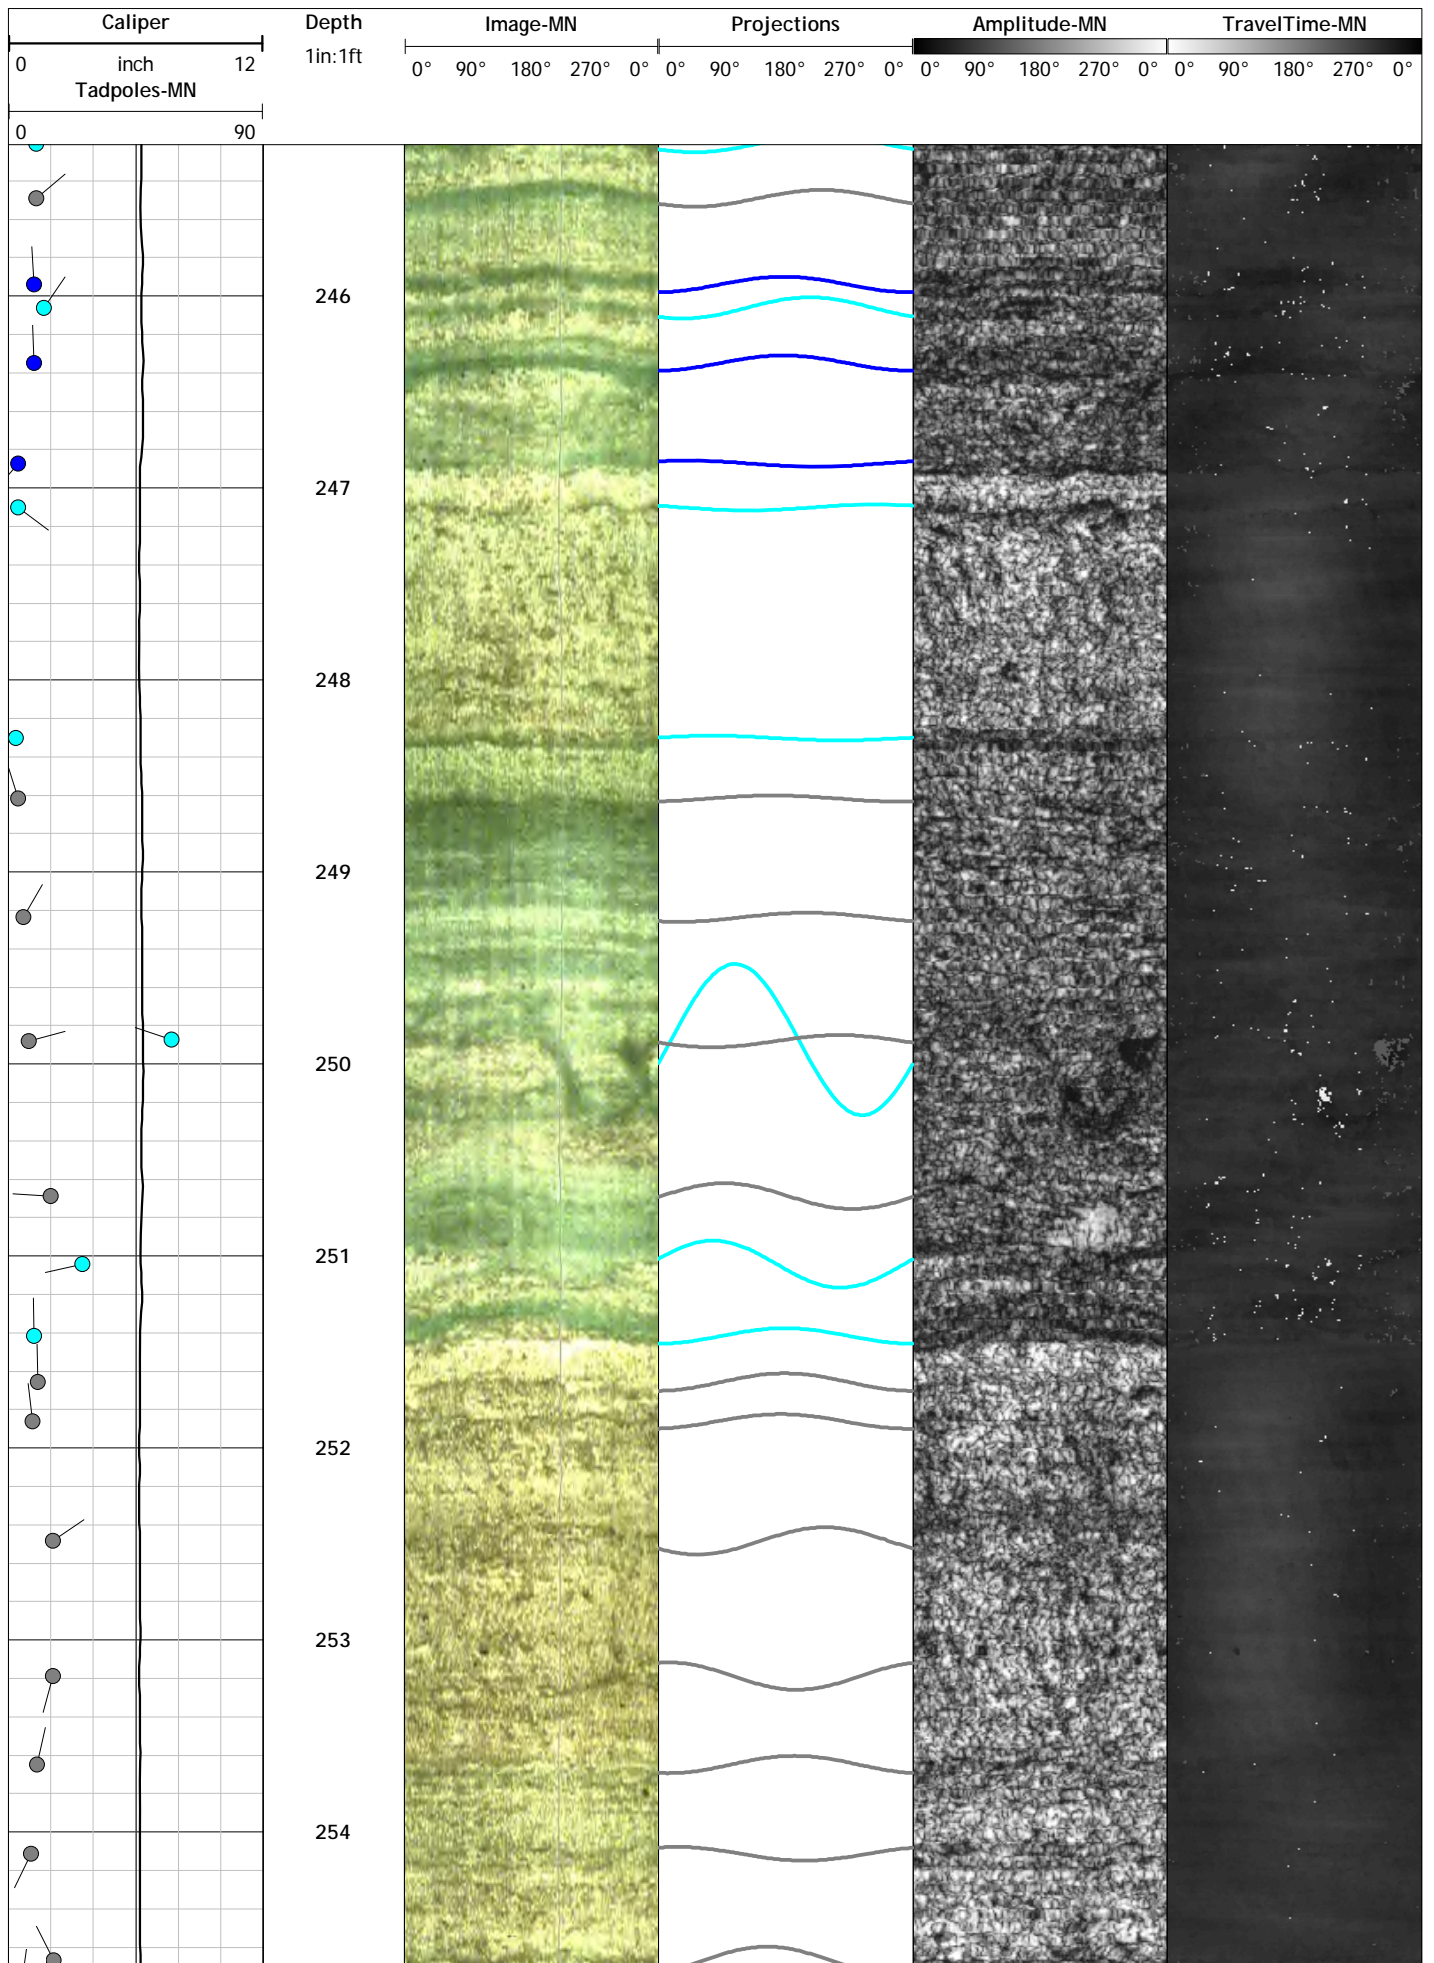 Caliper
0 inch 12
Tadpoles-MN
0 90
Depth
1in:1ft
Image-MN
0° 90° 180° 270° 0°
Projections
0° 90° 180° 270° 0°
Amplitude-MN
0° 90° 180° 270° 0°
TravelTime-MN
0° 90° 180° 270° 0°
246
247
248
249
250
251
252
253
254